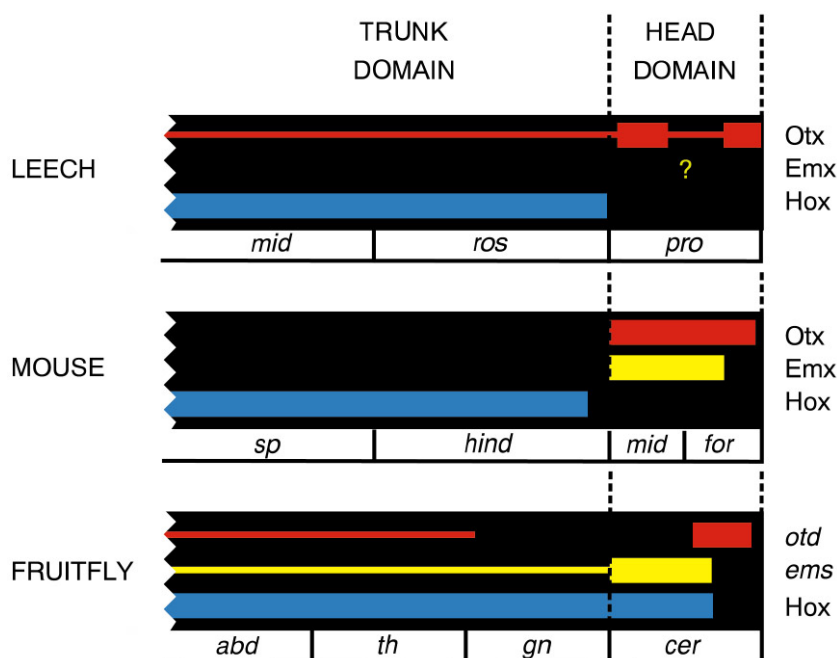 TRUNK DOMAIN
HEAD DOMAIN
LEECH
Otx
Emx
?
Hox
mid ros pro
MOUSE
Otx
Emx
Hox
sp hind mid for
FRUITFLY
otd
ems
Hox
abd th gn cer